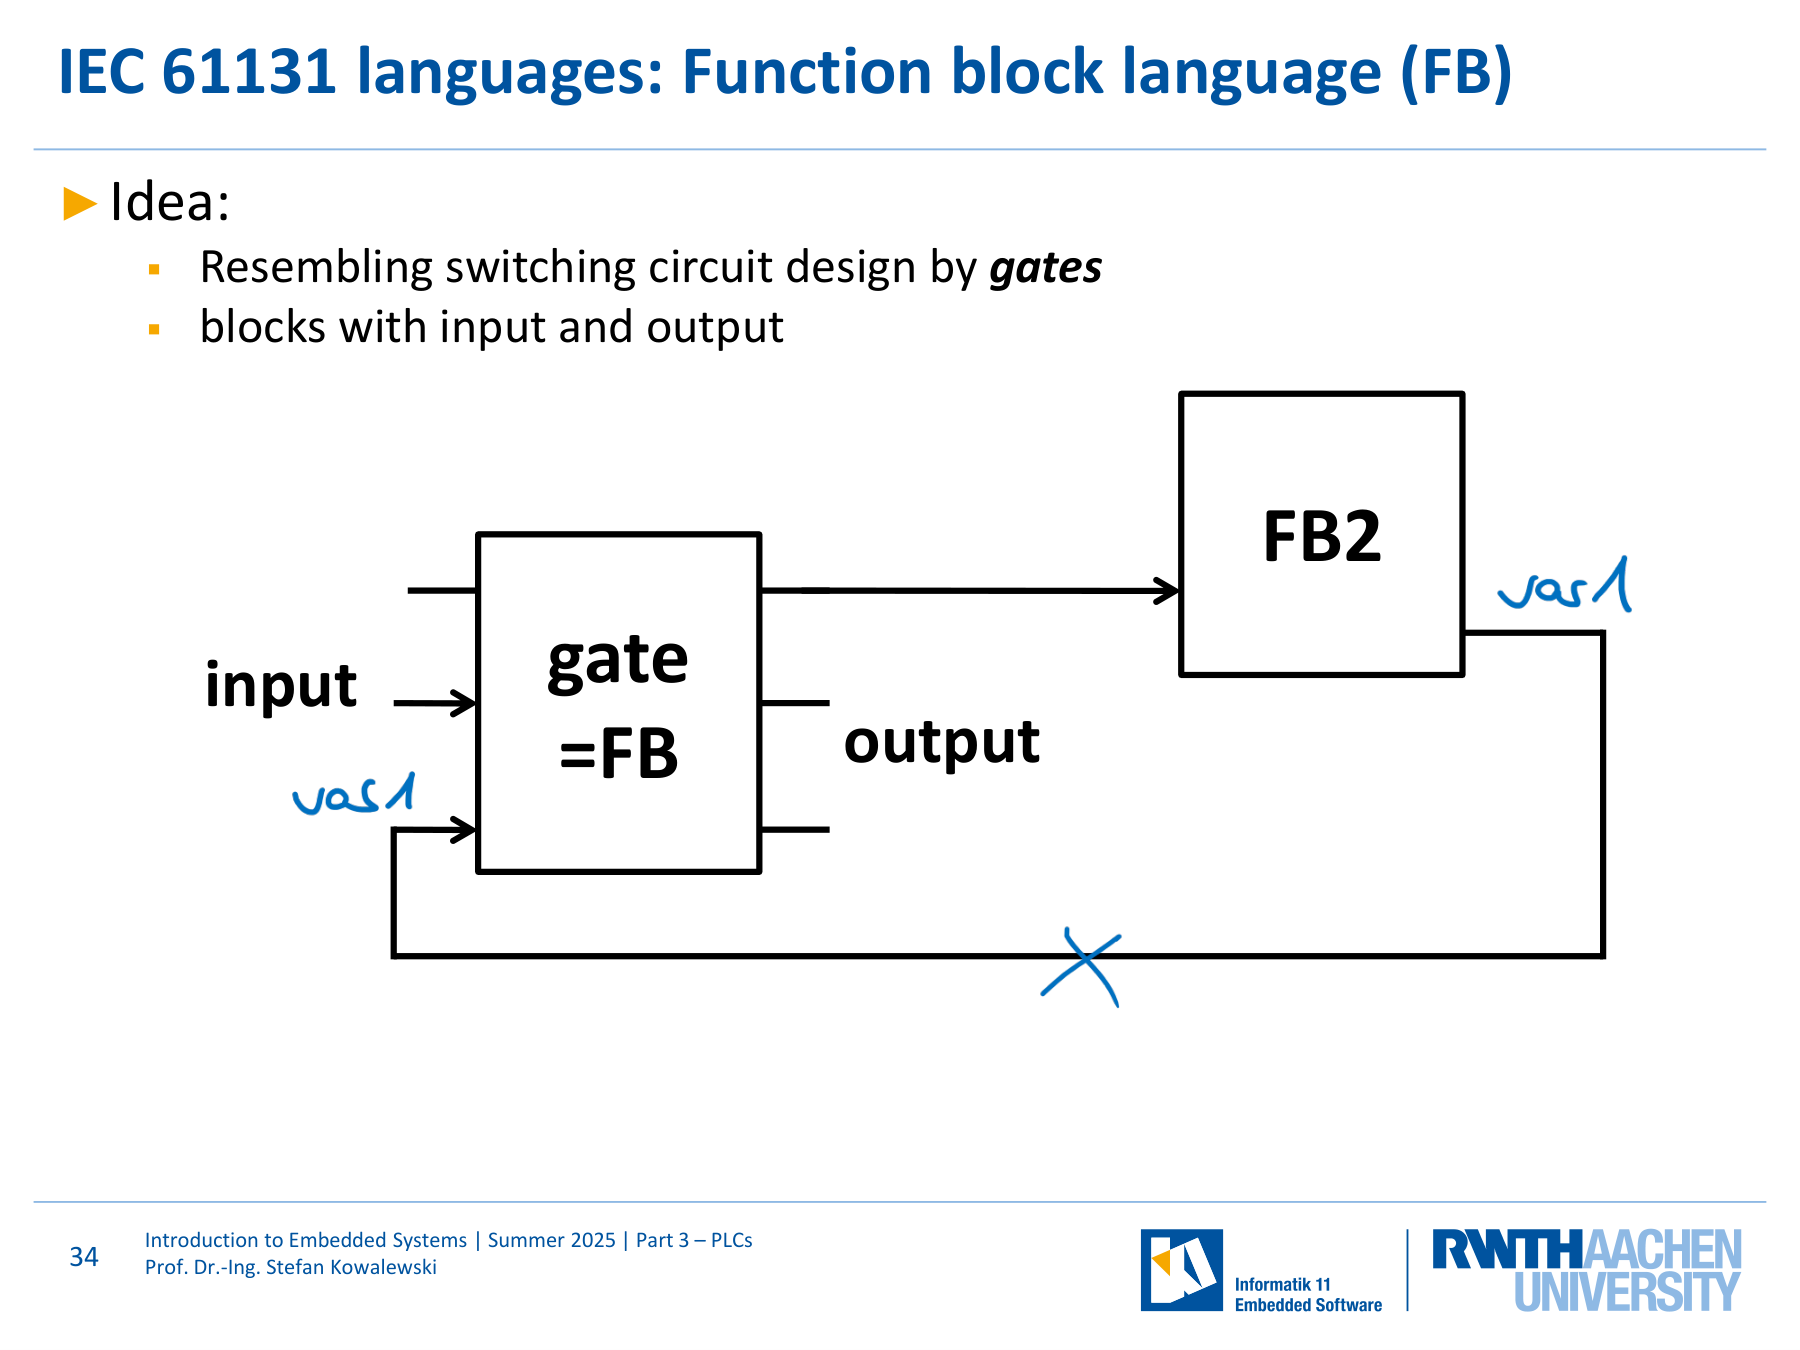 IEC 61131 languages: Function block language (FB)
Idea:
Resembling switching circuit design by gates
blocks with input and output
FB2
var1
gate
=FB
input
output
var1
34
Introduction to Embedded Systems | Summer 2025 | Part 3 – PLCs
Prof. Dr.-Ing. Stefan Kowalewski
Informatik 11
Embedded Software
RWTHAACHEN
UNIVERSITY